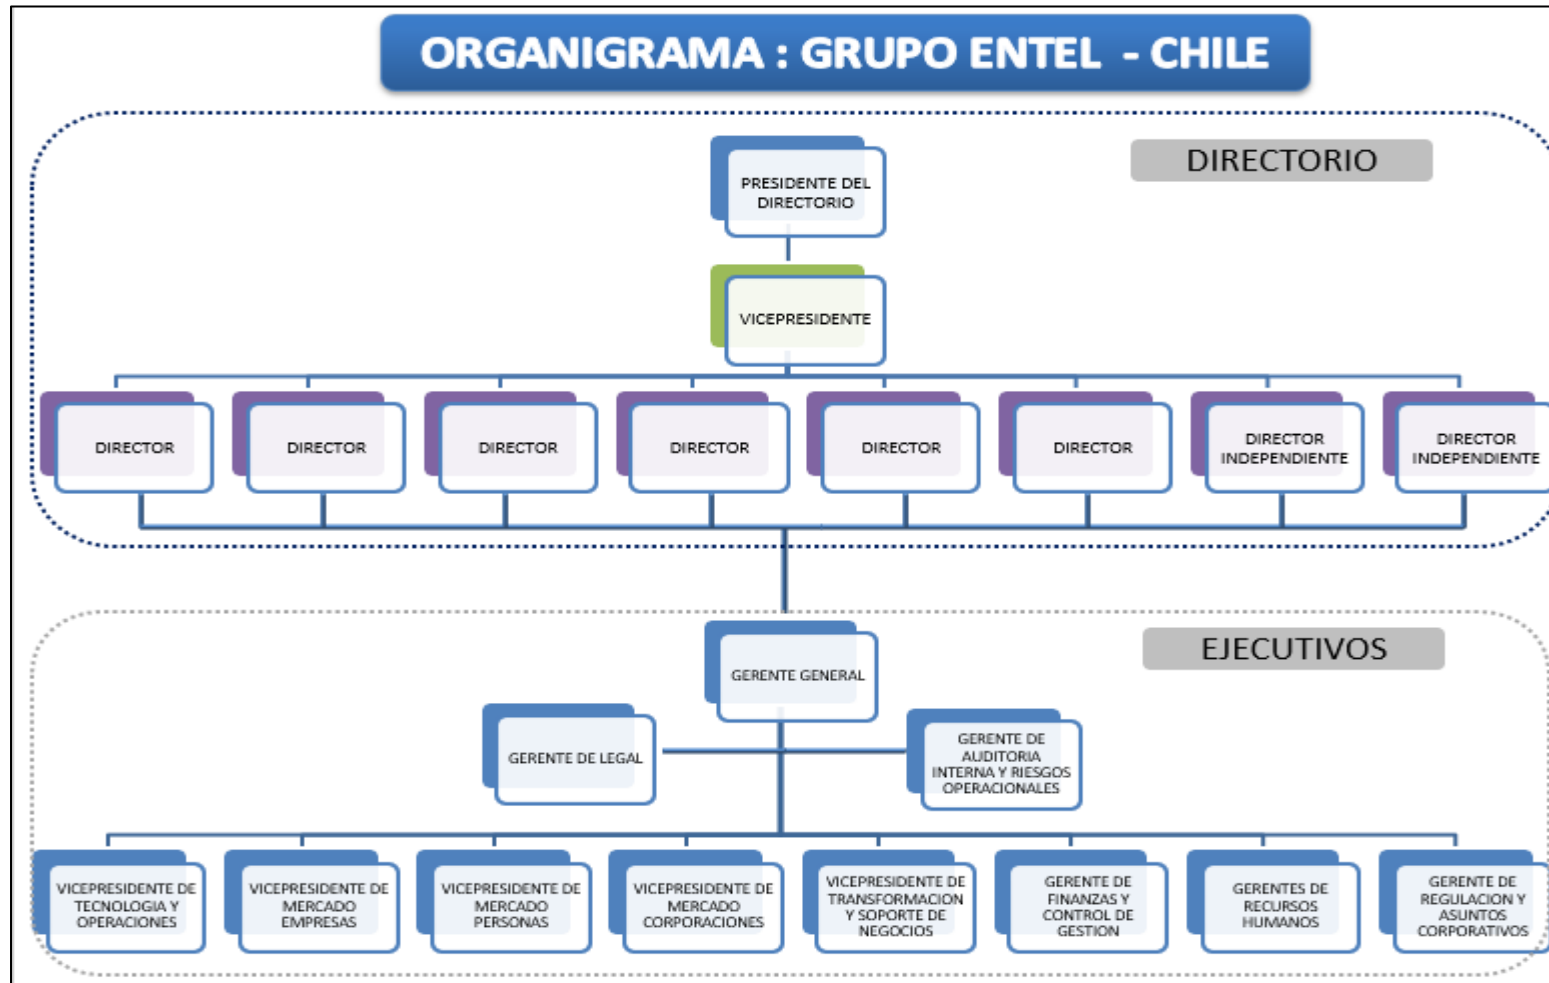 ORGANIGRAMA : GRUPO ENTEL - CHILE
DIRECTORIO
PRESIDENTE DEL
DIRECTORIO
VICEPRESIDENTE
DIRECTOR
DIRECTOR
DIRECTOR
DIRECTOR
DIRECTOR
DIRECTOR
DIRECTOR
INDEPENDIENTE
DIRECTOR
INDEPENDIENTE
EJECUTIVOS
GERENTE GENERAL
GERENTE DE LEGAL
GERENTE DE
AUDITORIA
INTERNA Y RIESGOS
OPERACIONALES
VICEPRESIDENTE DE
TECNOLOGIA Y
OPERACIONES
VICEPRESIDENTE DE
MERCADO
EMPRESAS
VICEPRESIDENTE DE
MERCADO
PERSONAS
VICEPRESIDENTE DE
MERCADO
CORPORACIONES
VICEPRESIDENTE DE
TRANSFORMACION
Y SOPORTE DE
NEGOCIOS
GERENTE DE
FINANZAS Y
CONTROL DE
GESTION
GERENTES DE
RECURSOS
HUMANOS
GERENTE DE
REGULACION Y
ASUNTOS
CORPORATIVOS